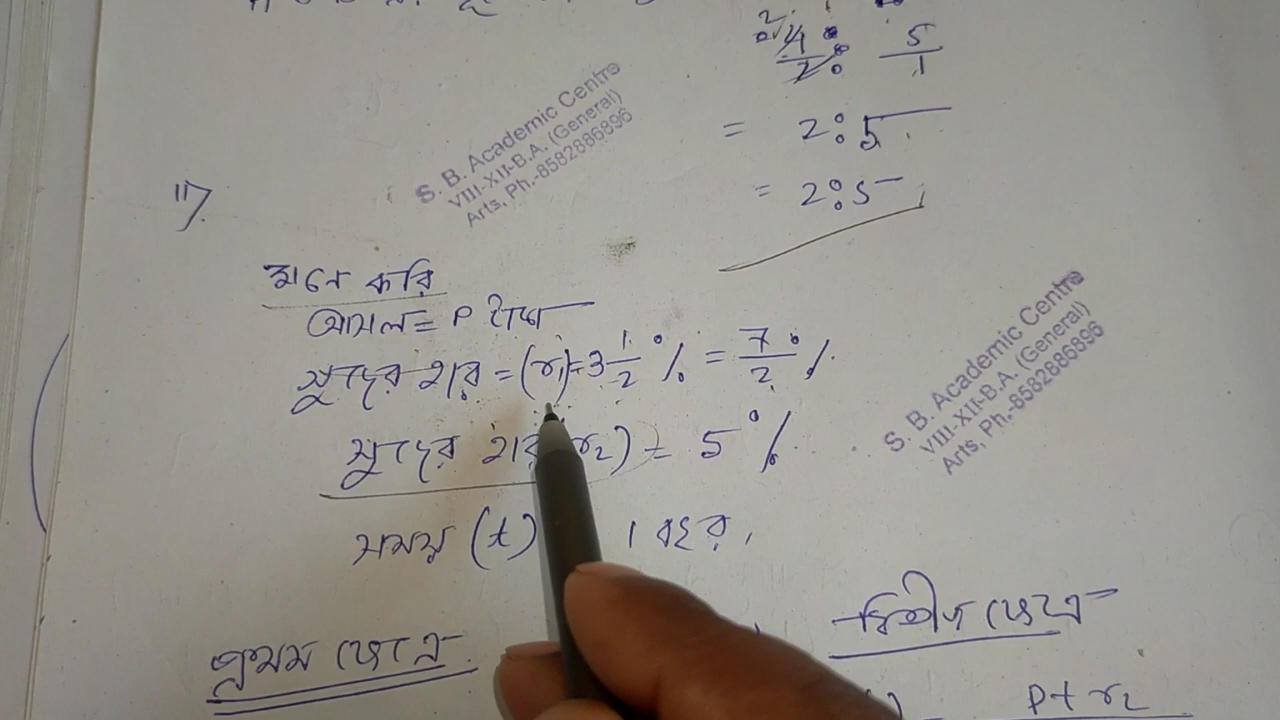 4/2 : 5/1
= 2:5
= 2:5
S. B. Academic Centre
VIII-XII-B.A. (General)
Arts, Ph.-8582886896
11).
মনে করি
আসল = P টাকা
সুদের হার = (r₁) = 3 1/2 % = 7/2 %
সুদের হার (r₂) = 5 %
সময় (t) 1 বছর,
S. B. Academic Centre
VIII-XII-B.A. (General)
Arts, Ph.-8582886896
প্রথম ক্ষেত্রে
দ্বিতীয় ক্ষেত্রে
P + r₂